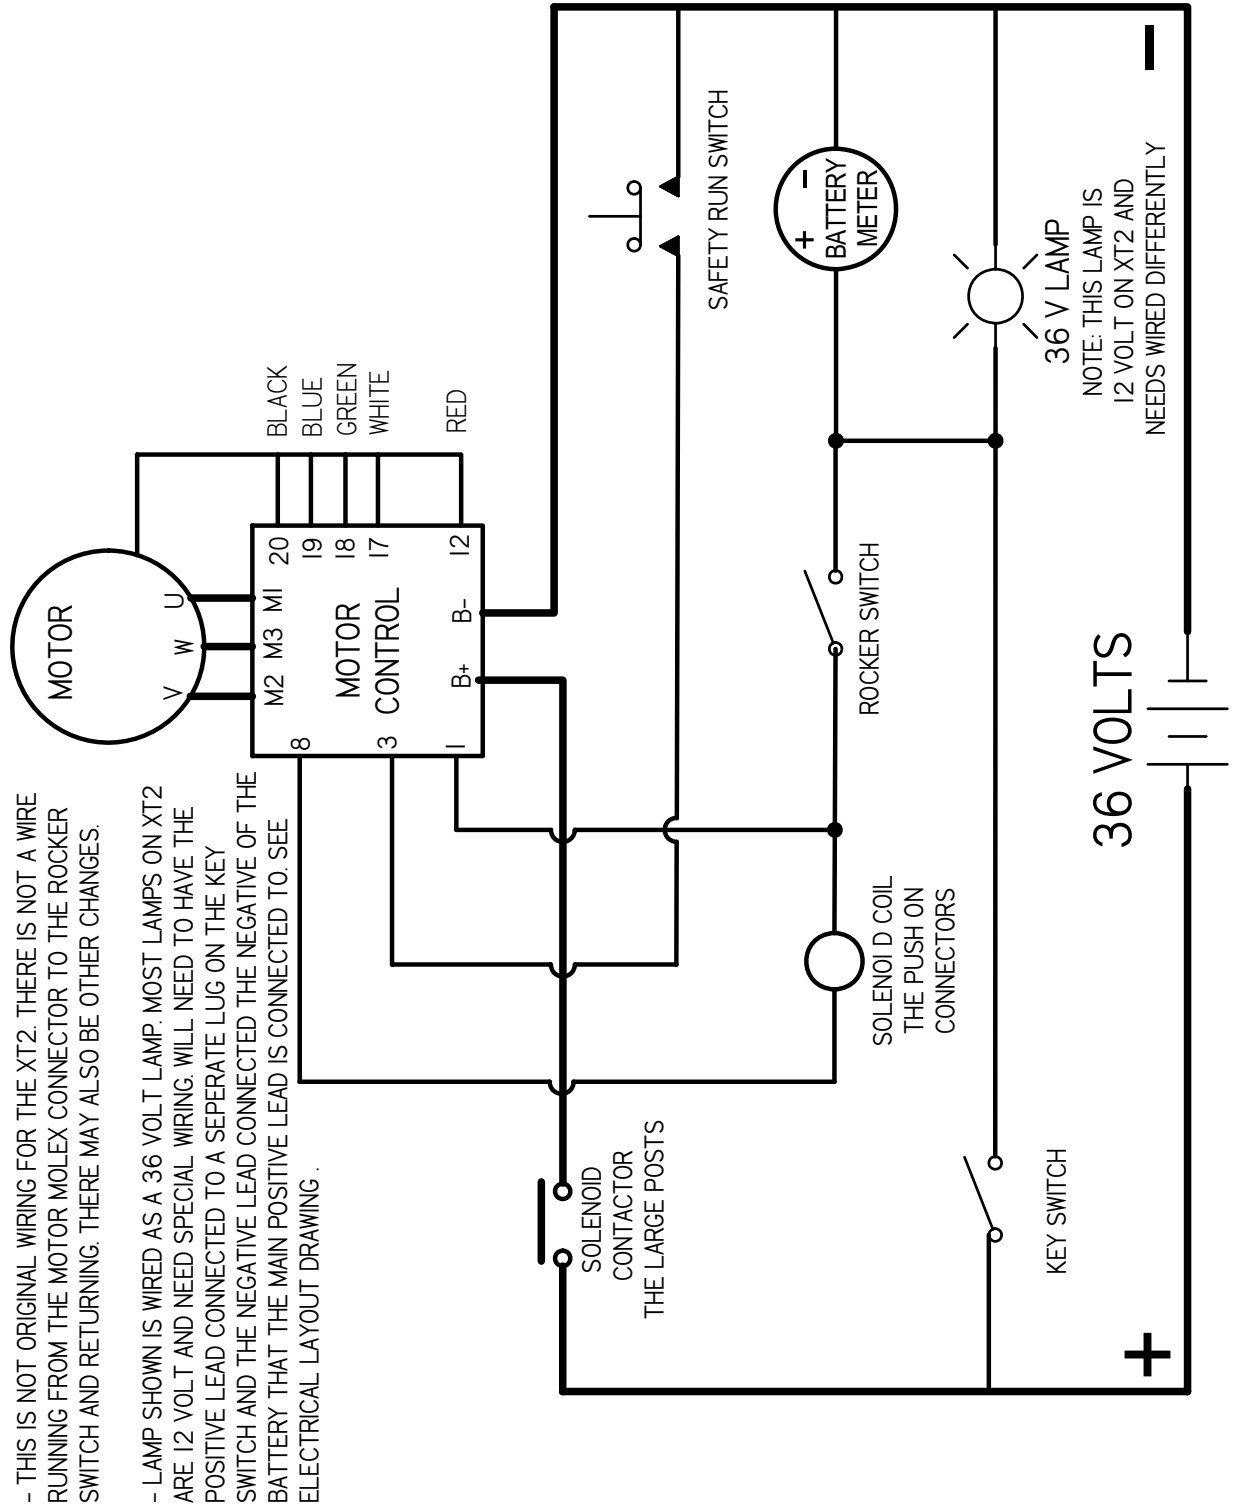 - THIS IS NOT ORIGINAL WIRING FOR THE XT2. THERE IS NOT A WIRE
RUNNING FROM THE MOTOR MOLEX CONNECTOR TO THE ROCKER
SWITCH AND RETURNING. THERE MAY ALSO BE OTHER CHANGES.
- LAMP SHOWN IS WIRED AS A 36 VOLT LAMP. MOST LAMPS ON XT2
ARE 12 VOLT AND NEED SPECIAL WIRING. WILL NEED TO HAVE THE
POSITIVE LEAD CONNECTED TO A SEPERATE LUG ON THE KEY
SWITCH AND THE NEGATIVE LEAD CONNECTED THE NEGATIVE OF THE
BATTERY THAT THE MAIN POSITIVE LEAD IS CONNECTED TO. SEE
ELECTRICAL LAYOUT DRAWING .
MOTOR
V
W
U
M2
M3
M1
20
19
18
17
12
8
3
1
MOTOR
CONTROL
B+
B-
BLACK
BLUE
GREEN
WHITE
RED
SOLENOID
CONTACTOR
THE LARGE POSTS
SAFETY RUN SWITCH
+ -
BATTERY
METER
ROCKER SWITCH
SOLENOI D COIL
THE PUSH ON
CONNECTORS
36 V LAMP
NOTE: THIS LAMP IS
12 VOLT ON XT2 AND
NEEDS WIRED DIFFERENTLY
KEY SWITCH
36 VOLTS
+
-